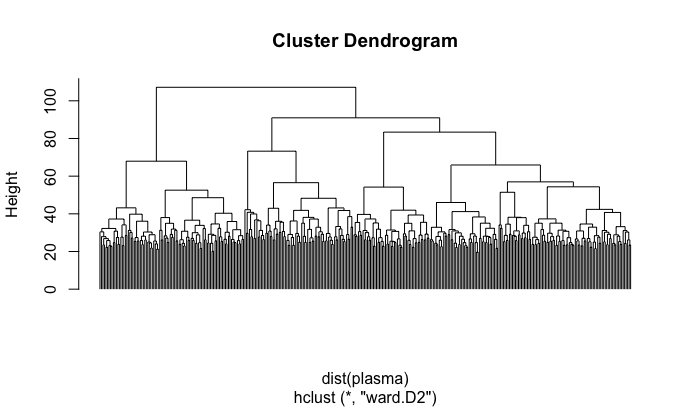 Cluster Dendrogram
Height
100
80
60
40
20
0
dist(plasma)
hclust (*, "ward.D2")